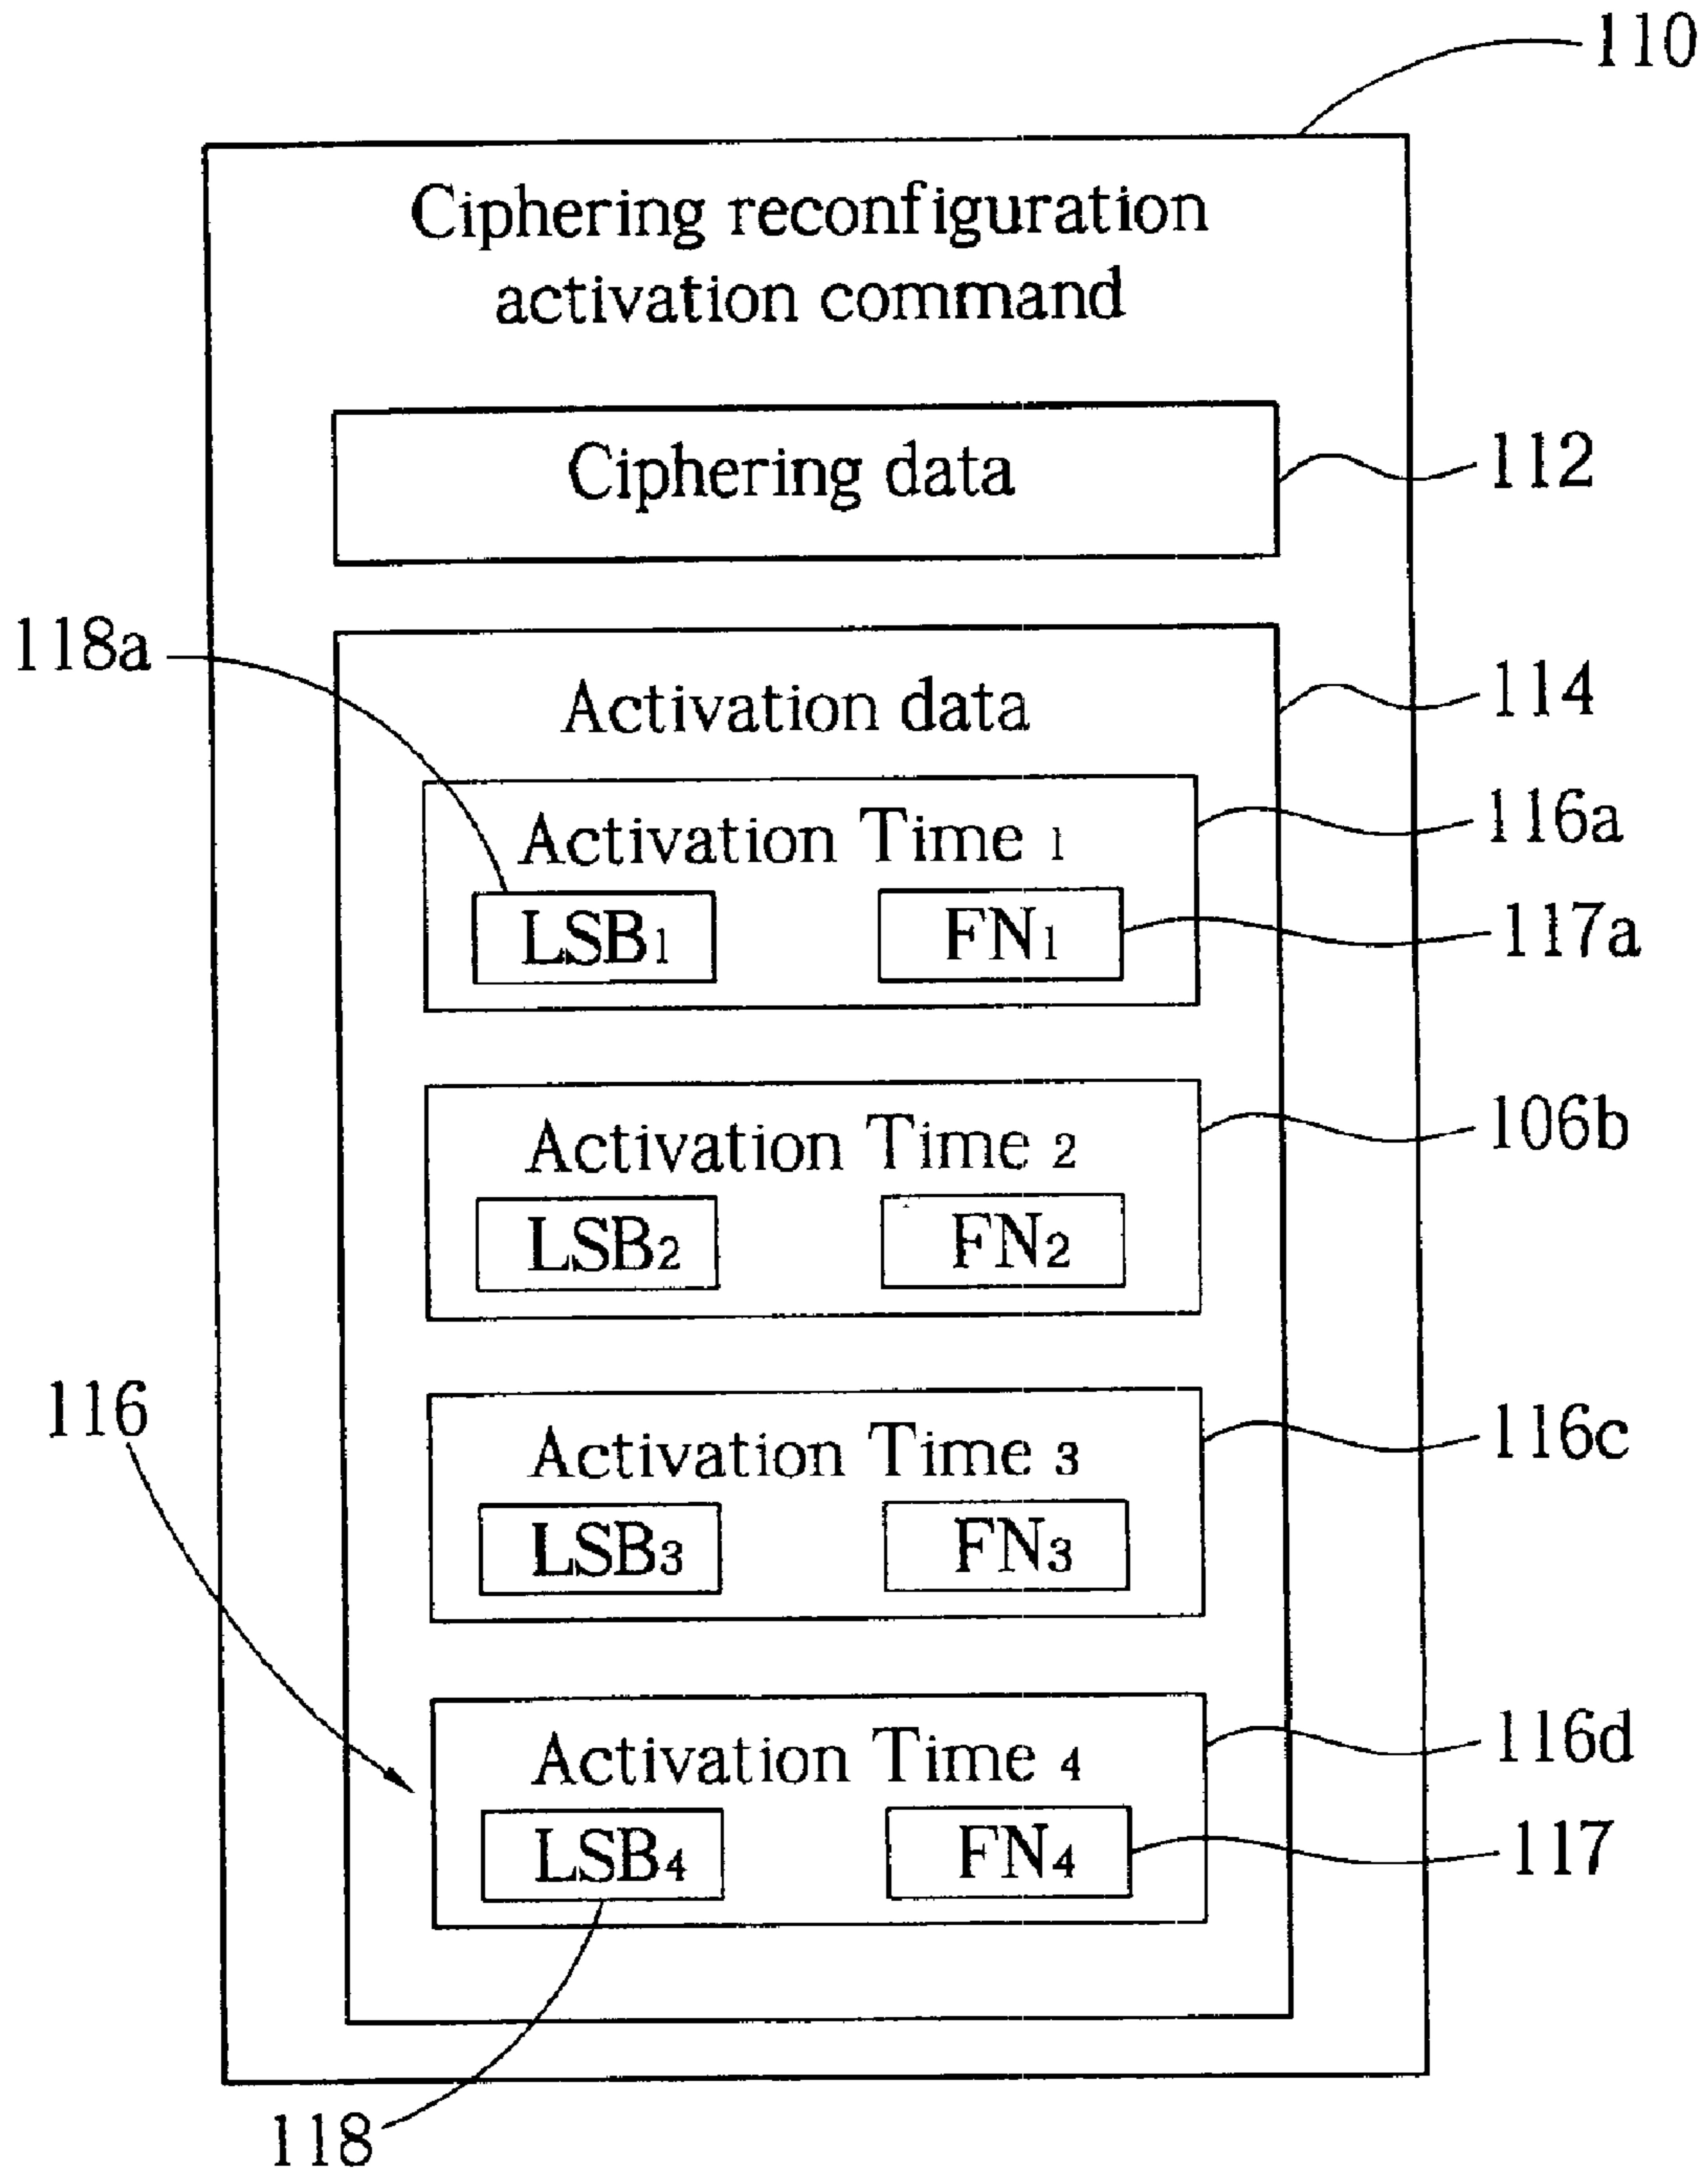 110
Ciphering reconfiguration
activation command
Ciphering data
112
118a
Activation data
114
Activation Time 1
116a
LSB1
FN1
117a
Activation Time 2
106b
LSB2
FN2
116
Activation Time 3
116c
LSB3
FN3
Activation Time 4
116d
LSB4
FN4
117
118